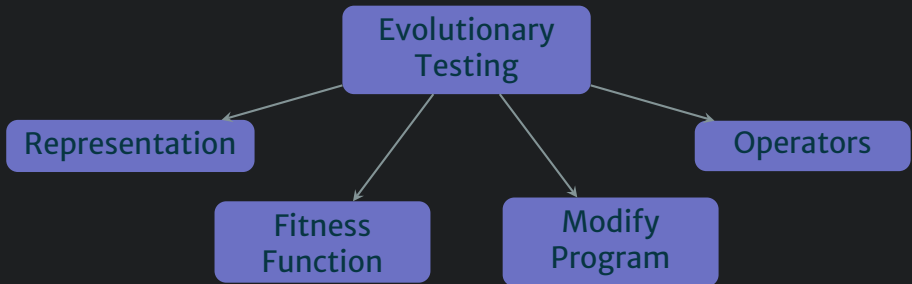 Evolutionary
Testing
Representation
Operators
Fitness
Function
Modify
Program